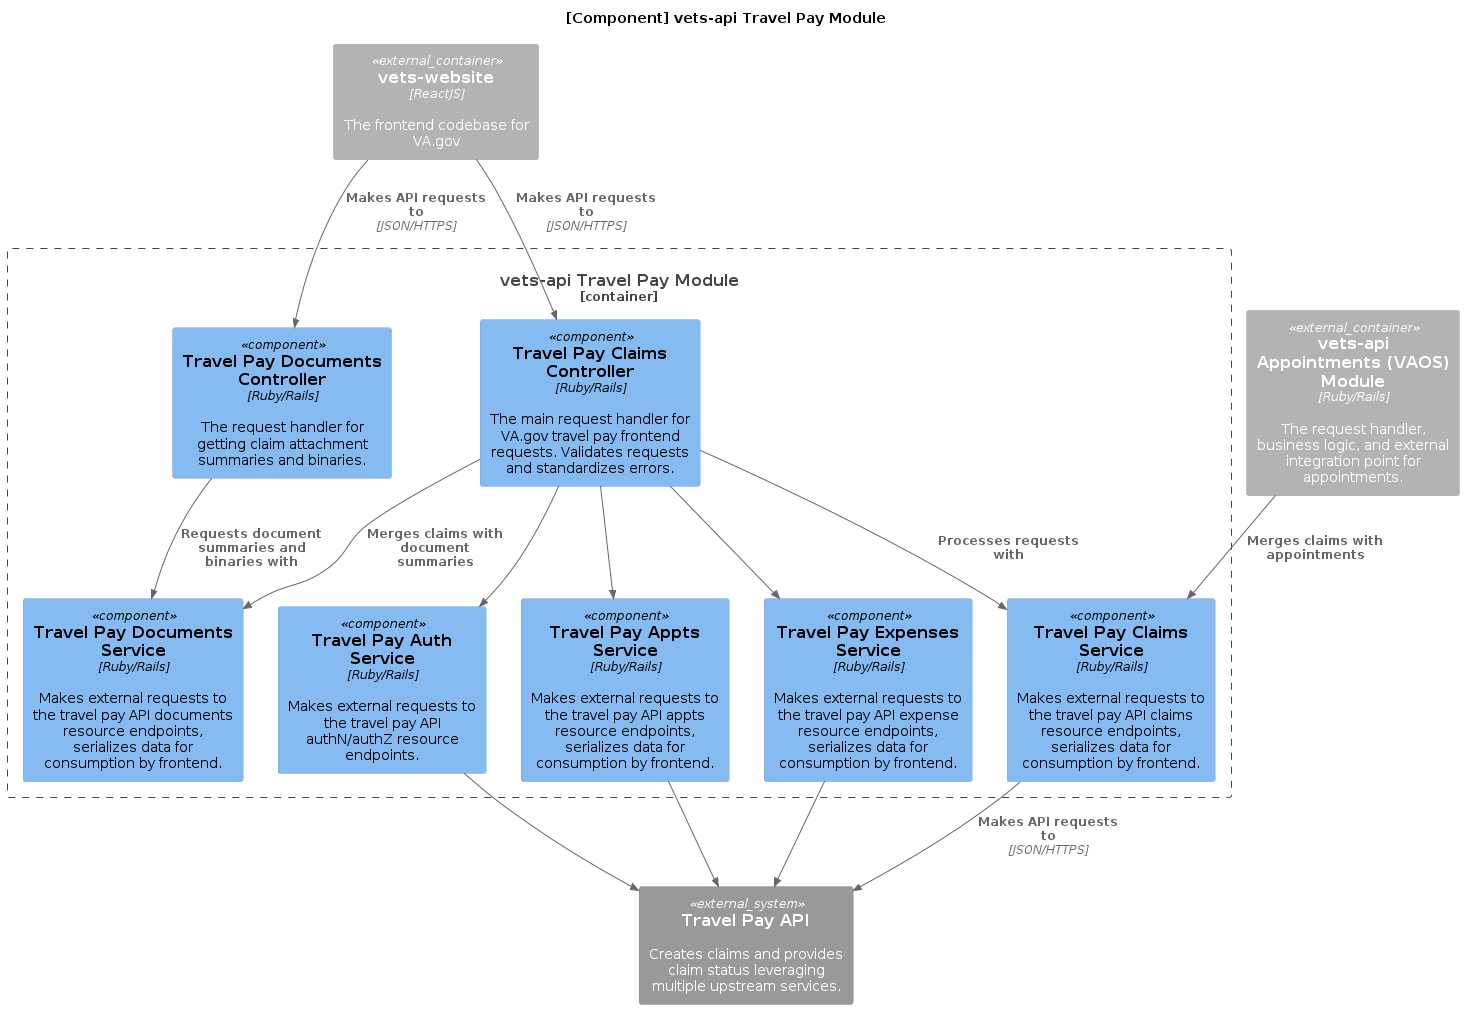 [Component] vets-api Travel Pay Module
«external_container»
vets-website
[ReactJS]
The frontend codebase for
VA.gov
Makes API requests
to
[JSON/HTTPS]
Makes API requests
to
[JSON/HTTPS]
vets-api Travel Pay Module
[container]
«component»
Travel Pay Documents
Controller
[Ruby/Rails]
The request handler for
getting claim attachment
summaries and binaries.
«component»
Travel Pay Claims
Controller
[Ruby/Rails]
The main request handler for
VA.gov travel pay frontend
requests. Validates requests
and standardizes errors.
«external_container»
vets-api
Appointments (VAOS)
Module
[Ruby/Rails]
The request handler,
business logic, and external
integration point for
appointments.
Requests document
summaries and
binaries with
Merges claims with
document
summaries
Processes requests
with
Merges claims with
appointments
«component»
Travel Pay Documents
Service
[Ruby/Rails]
Makes external requests to
the travel pay API documents
resource endpoints,
serializes data for
consumption by frontend.
«component»
Travel Pay Auth
Service
[Ruby/Rails]
Makes external requests to
the travel pay API
authN/authZ resource
endpoints.
«component»
Travel Pay Appts
Service
[Ruby/Rails]
Makes external requests to
the travel pay API appts
resource endpoints,
serializes data for
consumption by frontend.
«component»
Travel Pay Expenses
Service
[Ruby/Rails]
Makes external requests to
the travel pay API expense
resource endpoints,
serializes data for
consumption by frontend.
«component»
Travel Pay Claims
Service
[Ruby/Rails]
Makes external requests to
the travel pay API claims
resource endpoints,
serializes data for
consumption by frontend.
Makes API requests
to
[JSON/HTTPS]
«external_system»
Travel Pay API
Creates claims and provides
claim status leveraging
multiple upstream services.